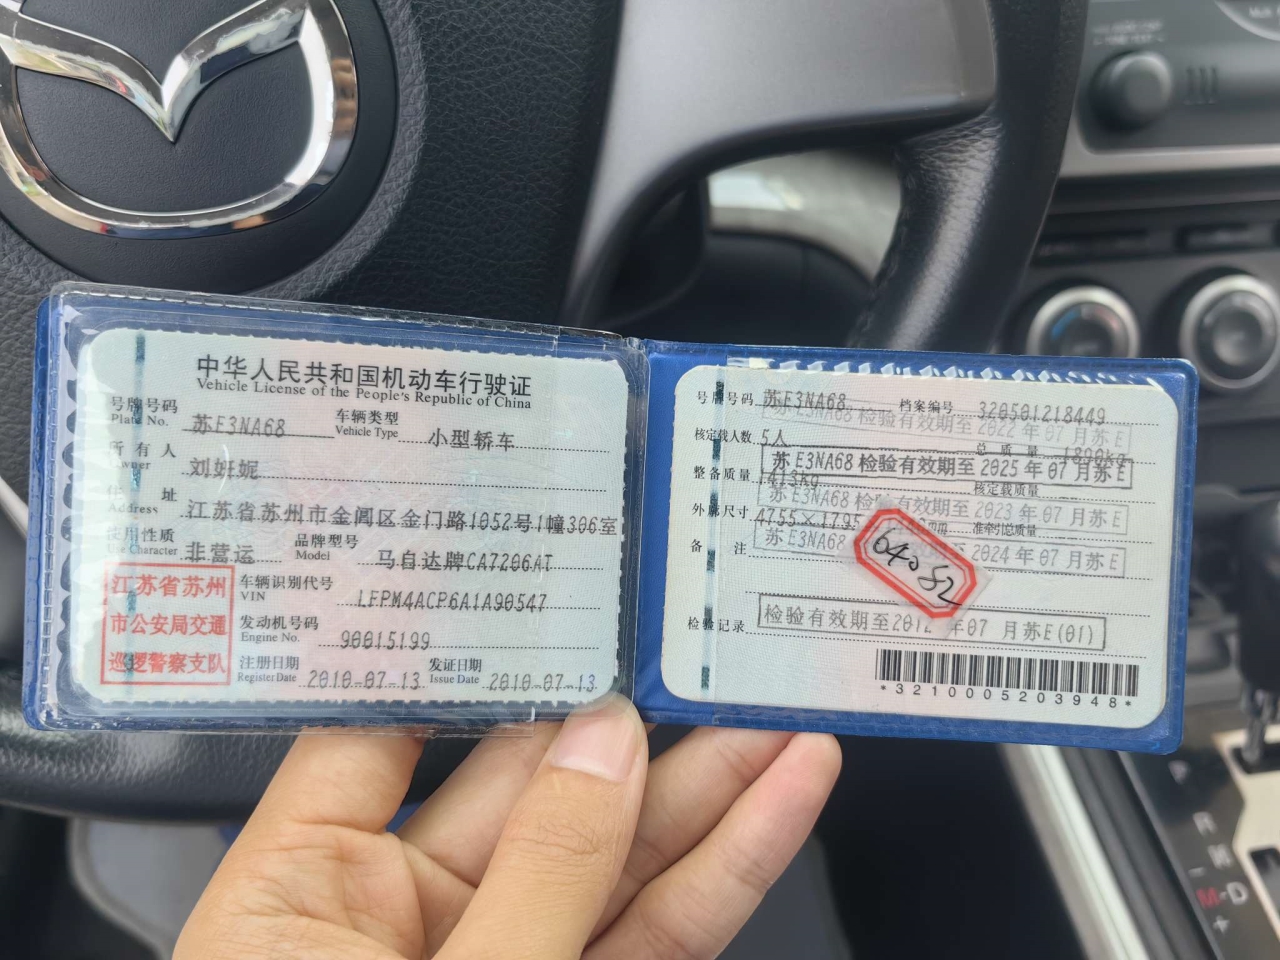 中华人民共和国机动车行驶证
Vehicle License of the People's Republic of China
号牌号码 苏E3NA68 车辆类型 小型轿车
Plate No. Vehicle Type
所有人 刘妍妮
Owner
住址 江苏省苏州市金阊区金门路1052号1幢306室
Address
使用性质 非营运 品牌型号 马自达牌CA7206AT
Use Character Model
江苏省苏州
市公安局交通
巡逻警察支队
车辆识别代号 LFPM4ACP6A1A90547
VIN
发动机号码 90015199
Engine No.
注册日期 2010-07-13 发证日期 2010-07-13
Register Date Issue Date
号牌号码 苏E3NA68 档案编号 320501218449
苏E3NA68 检验有效期至2022年07月苏E
核定载人数 5人 总质量
苏E3NA68 检验有效期至2025年07月苏E
整备质量 1413kg 核定载质量
苏E3NA68 检验有效期至2023年07月苏E
外廓尺寸 4755×1795 mm 准牵引总质量
苏E3NA68 2024年07月苏E
备注
640 52
检验记录 检验有效期至2012年07月苏E(01)
*3210005203948*
P
R
N
M-D
+